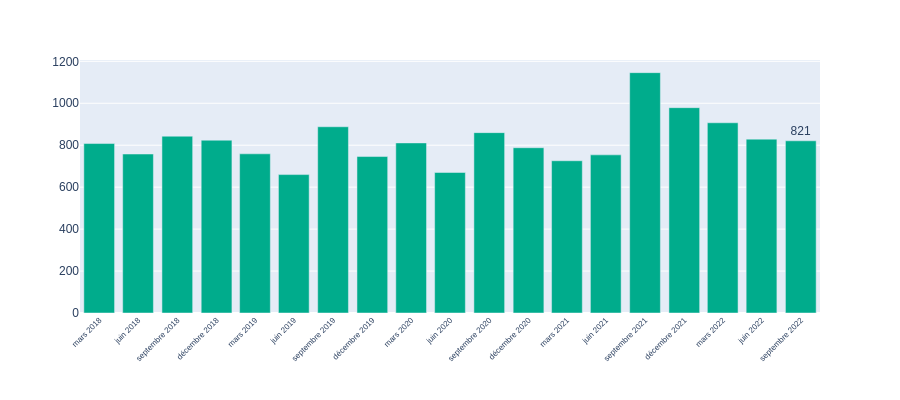 1200
1000
800
600
400
200
0
821
mars 2018
juin 2018
septembre 2018
décembre 2018
mars 2019
juin 2019
septembre 2019
décembre 2019
mars 2020
juin 2020
septembre 2020
décembre 2020
mars 2021
juin 2021
septembre 2021
décembre 2021
mars 2022
juin 2022
septembre 2022